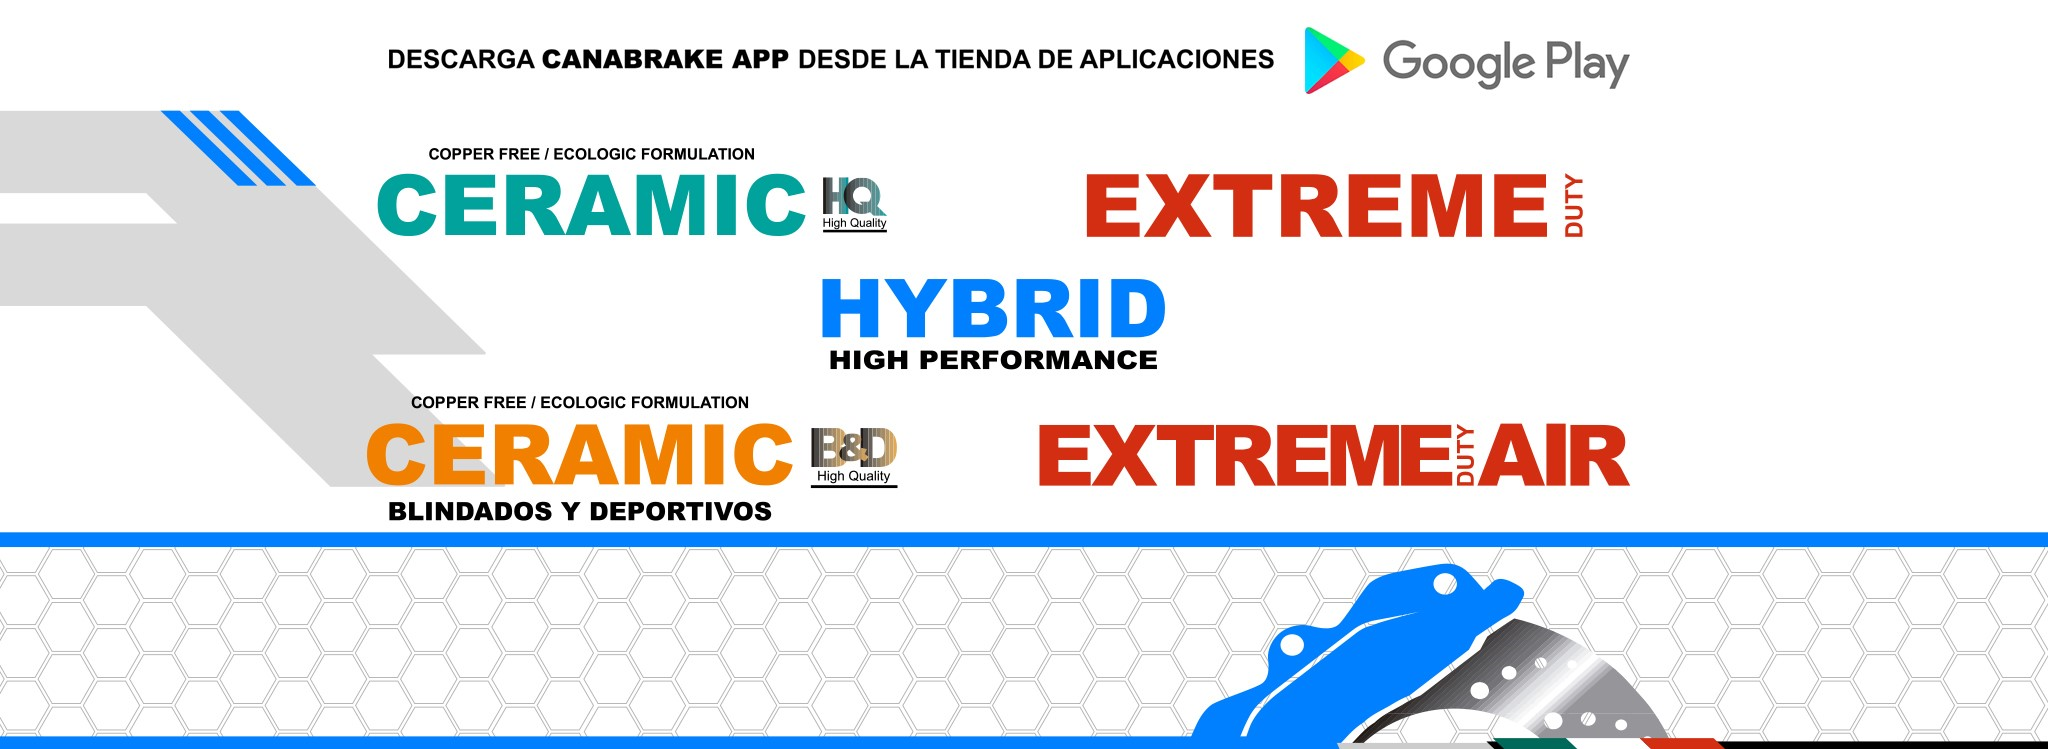 DESCARGA CANABRAKE APP DESDE LA TIENDA DE APLICACIONES
Google Play
COPPER FREE / ECOLOGIC FORMULATION
CERAMIC
HQ
High Quality
EXTREME
DUTY
HYBRID
HIGH PERFORMANCE
COPPER FREE / ECOLOGIC FORMULATION
CERAMIC
B&D
High Quality
BLINDADOS Y DEPORTIVOS
EXTREME DUTY AIR